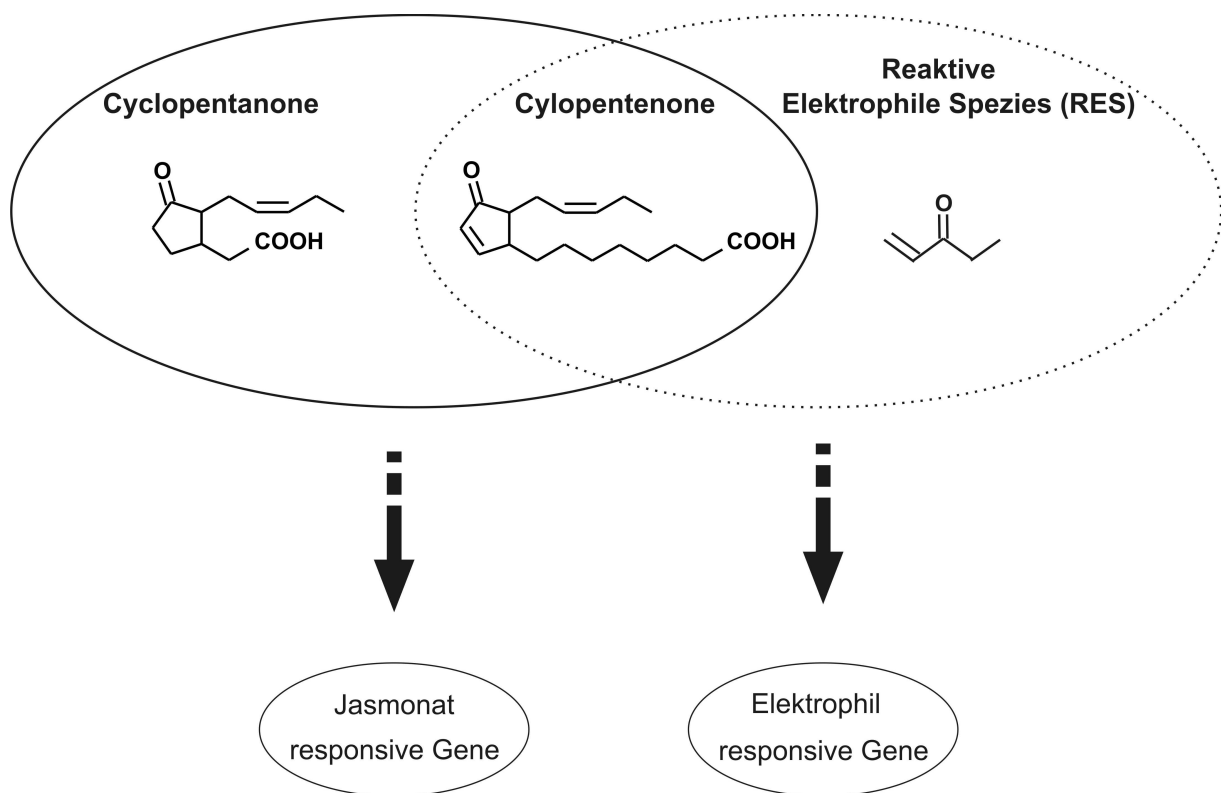 Reaktive
Cyclopentanone
Cylopentenone
Elektrophile Spezies (RES)
O
O
O
COOH
COOH
Jasmonat
responsive Gene
Elektrophil
responsive Gene